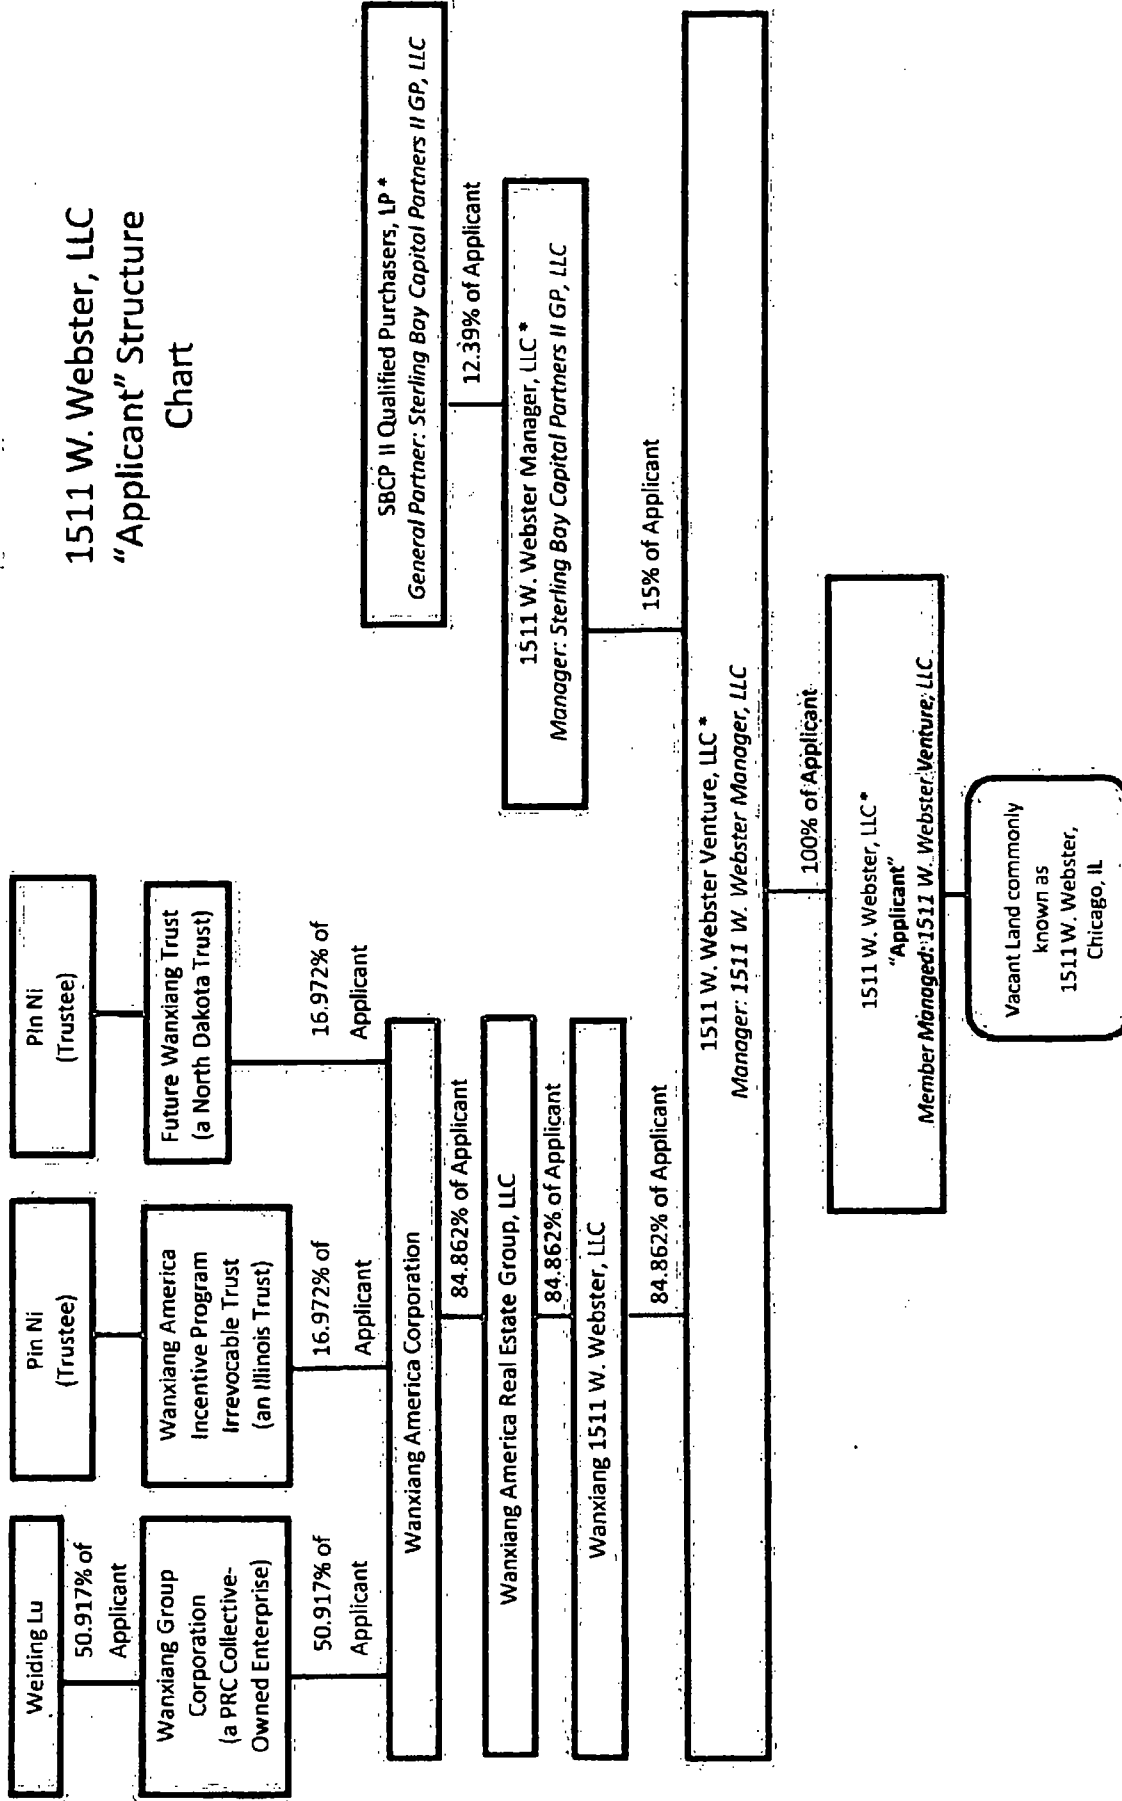 1511 W. Webster, LLC
"Applicant" Structure
Chart
Weiding Lu
50.917% of
Applicant
Wanxiang Group
Corporation
(a PRC Collective-
Owned Enterprise)
50.917% of
Applicant
Pin Ni
(Trustee)
Wanxiang America
Incentive Program
Irrevocable Trust
(an Illinois Trust)
16.972% of
Applicant
Pin Ni
(Trustee)
Future Wanxiang Trust
(a North Dakota Trust)
16.972% of
Applicant
Wanxiang America Corporation
84.862% of Applicant
Wanxiang America Real Estate Group, LLC
84.862% of Applicant
Wanxiang 1511 W. Webster, LLC
84.862% of Applicant
SBCP II Qualified Purchasers, LP *
General Partner: Sterling Bay Capital Partners II GP, LLC
12.39% of Applicant
1511 W. Webster Manager, LLC *
Manager: Sterling Bay Capital Partners II GP, LLC
15% of Applicant
1511 W. Webster Venture, LLC *
Manager: 1511 W. Webster Manager, LLC
100% of Applicant
1511 W. Webster, LLC *
"Applicant"
Member Managed: 1511 W. Webster Venture, LLC
Vacant Land commonly
known as
1511 W. Webster,
Chicago, IL